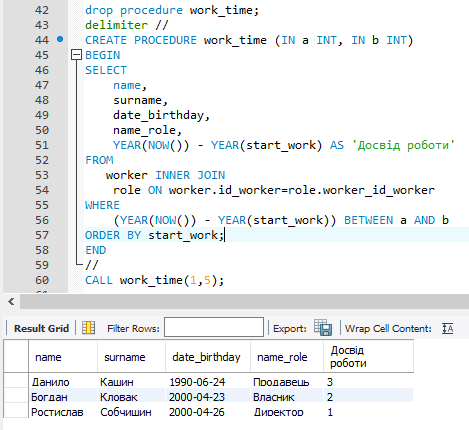 42 drop procedure work_time;
43 delimiter //
44 CREATE PROCEDURE work_time (IN a INT, IN b INT)
45 BEGIN
46 SELECT
47 name,
48 surname,
49 date_birthday,
50 name_role,
51 YEAR(NOW()) - YEAR(start_work) AS 'Досвід роботи'
52 FROM
53 worker INNER JOIN
54 role ON worker.id_worker=role.worker_id_worker
55 WHERE
56 (YEAR(NOW()) - YEAR(start_work)) BETWEEN a AND b
57 ORDER BY start_work;
58 END
59 //
60 CALL work_time(1,5);
Result Grid Filter Rows: Export: Wrap Cell Content:
name surname date_birthday name_role Досвід роботи
Данило Кашин 1990-06-24 Продавець 3
Богдан Кловак 2000-04-23 Власник 2
Ростислав Собчишин 2000-04-26 Директор 1